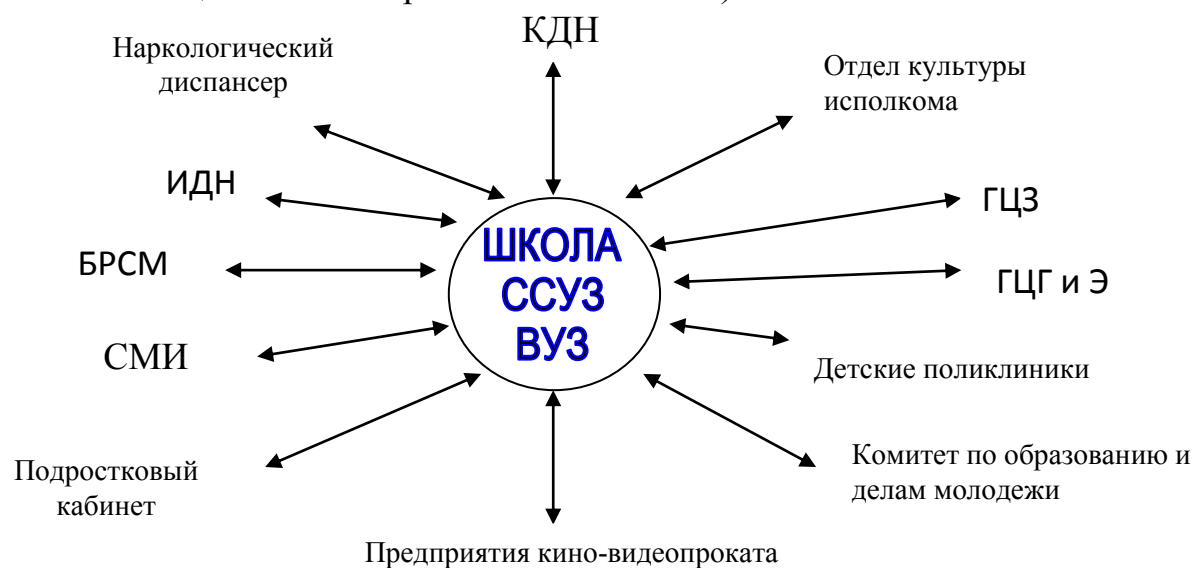 КДН
Наркологический
диспансер
Отдел культуры
исполкома
ИДН
ГЦЗ
БРСМ
ШКОЛА
ССУЗ
ВУЗ
ГЦГ и Э
СМИ
Детские поликлиники
Подростковый
кабинет
Комитет по образованию и
делам молодежи
Предприятия кино-видеопроката